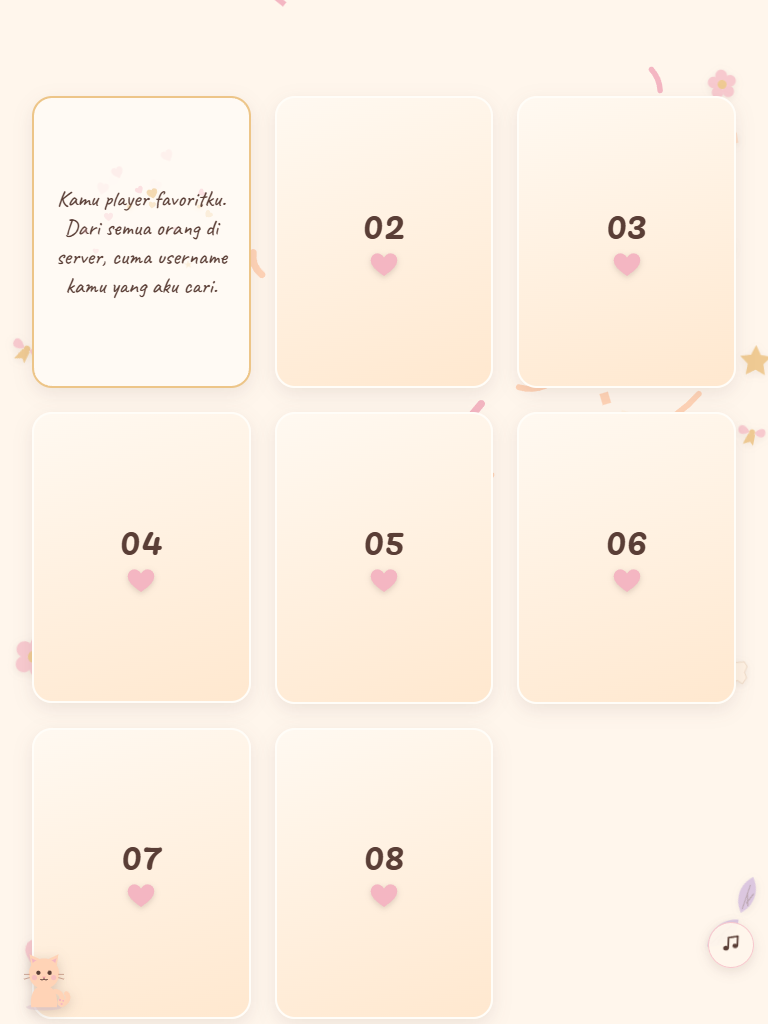 Kamu player favoritku.
Dari semua orang di
server, cuma username
kamu yang aku cari.
02
03
04
05
06
07
08